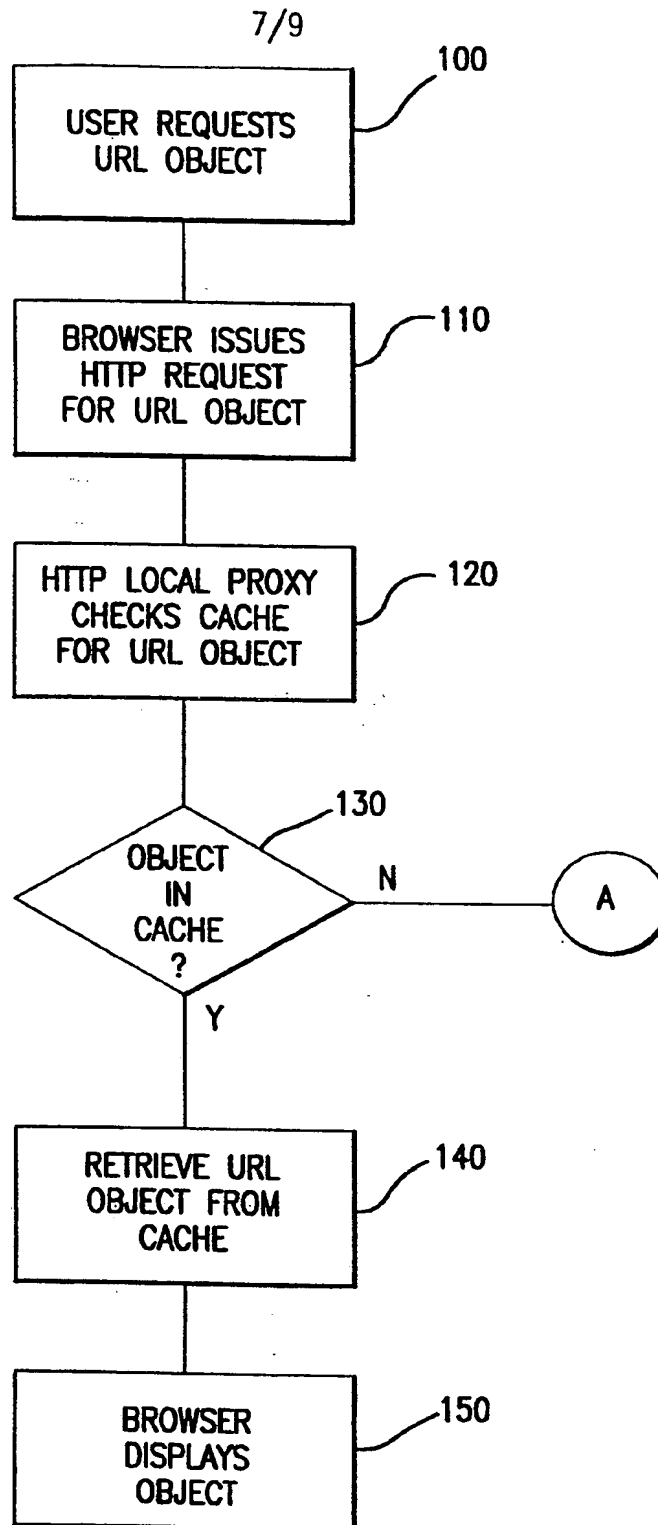 7/9
100
USER REQUESTS
URL OBJECT
110
BROWSER ISSUES
HTTP REQUEST
FOR URL OBJECT
120
HTTP LOCAL PROXY
CHECKS CACHE
FOR URL OBJECT
130
OBJECT
IN
CACHE
?
N
A
Y
140
RETRIEVE URL
OBJECT FROM
CACHE
150
BROWSER
DISPLAYS
OBJECT